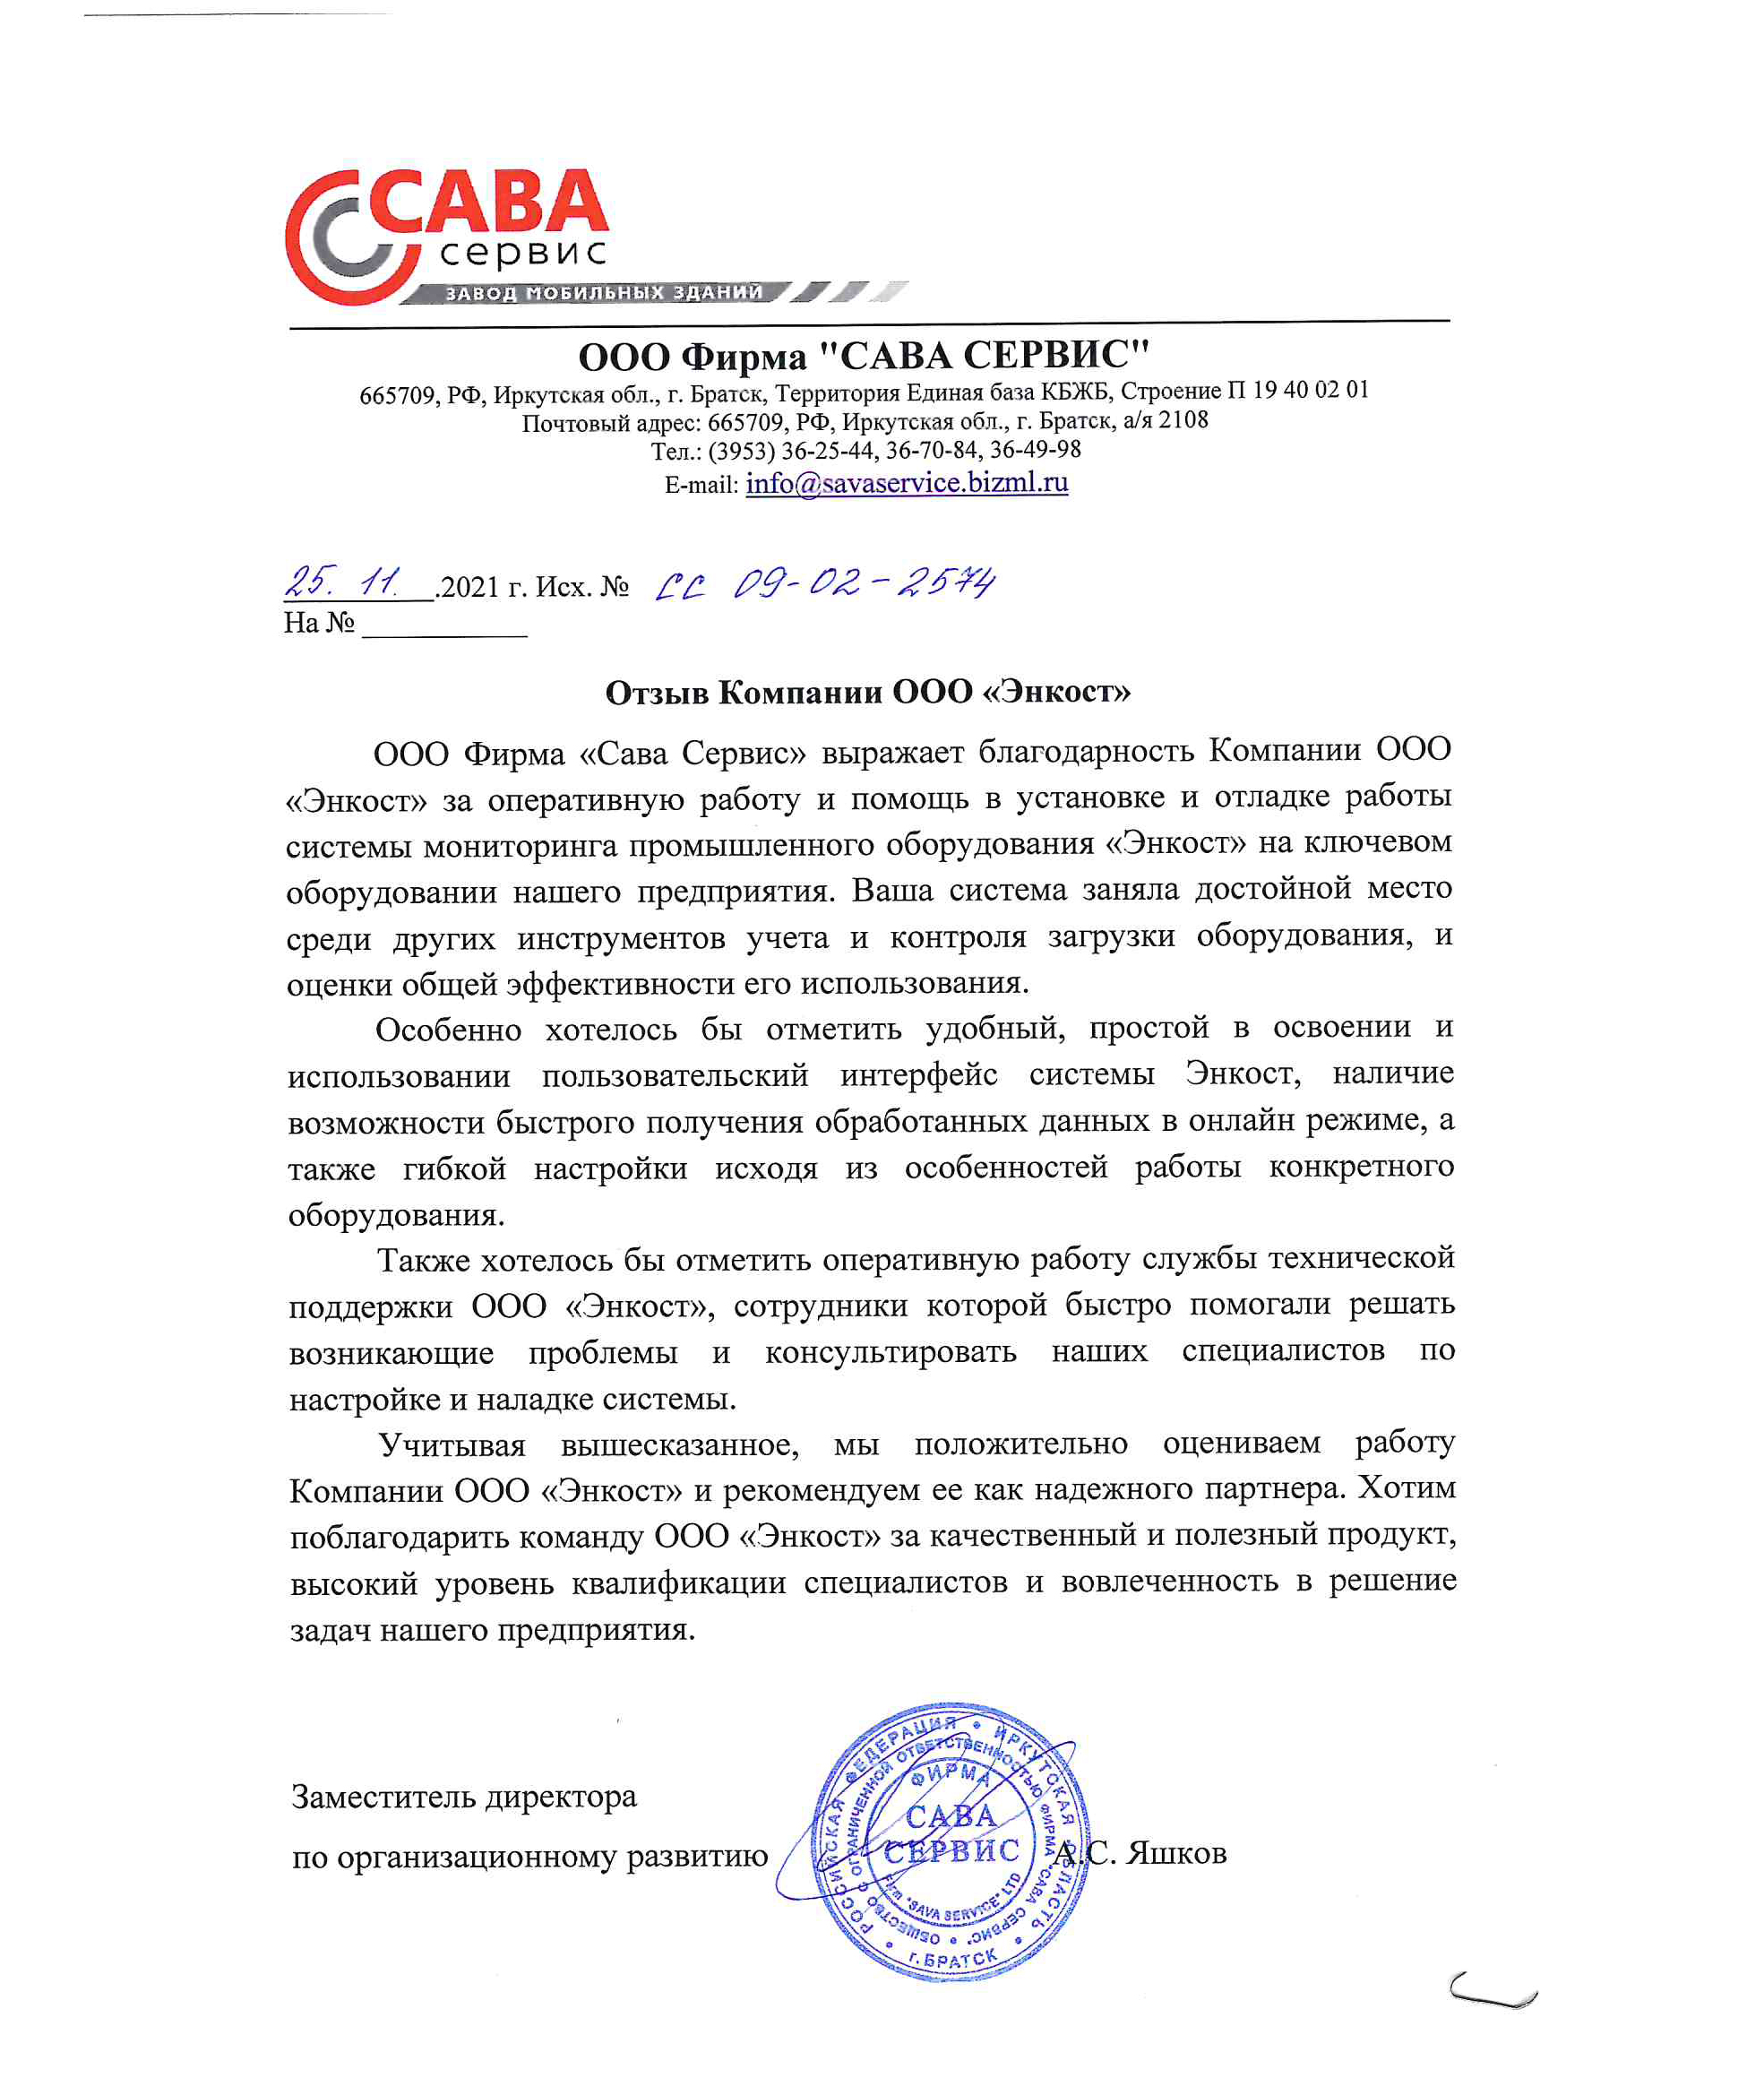 САВА
сервис
ЗАВОД МОБИЛЬНЫХ ЗДАНИЙ
ООО Фирма "САВА СЕРВИС"
665709, РФ, Иркутская обл., г. Братск, Территория Единая база КБЖБ, Строение П 19 40 02 01
Почтовый адрес: 665709, РФ, Иркутская обл., г. Братск, а/я 2108
Тел.: (3953) 36-25-44, 36-70-84, 36-49-98
E-mail: info@savaservice.bizml.ru
25. 11. .2021 г. Исх. № СС 09-02-2574
На № ___________
Отзыв Компании ООО «Энкост»
ООО Фирма «Сава Сервис» выражает благодарность Компании ООО
«Энкост» за оперативную работу и помощь в установке и отладке работы
системы мониторинга промышленного оборудования «Энкост» на ключевом
оборудовании нашего предприятия. Ваша система заняла достойной место
среди других инструментов учета и контроля загрузки оборудования, и
оценки общей эффективности его использования.
Особенно хотелось бы отметить удобный, простой в освоении и
использовании пользовательский интерфейс системы Энкост, наличие
возможности быстрого получения обработанных данных в онлайн режиме, а
также гибкой настройки исходя из особенностей работы конкретного
оборудования.
Также хотелось бы отметить оперативную работу службы технической
поддержки ООО «Энкост», сотрудники которой быстро помогали решать
возникающие проблемы и консультировать наших специалистов по
настройке и наладке системы.
Учитывая вышесказанное, мы положительно оцениваем работу
Компании ООО «Энкост» и рекомендуем ее как надежного партнера. Хотим
поблагодарить команду ООО «Энкост» за качественный и полезный продукт,
высокий уровень квалификации специалистов и вовлеченность в решение
задач нашего предприятия.
Заместитель директора
по организационному развитию А.С. Яшков
РОССИЙСКАЯ ФЕДЕРАЦИЯ • ИРКУТСКАЯ ОБЛАСТЬ • г. БРАТСК •
ОБЩЕСТВО С ОГРАНИЧЕННОЙ ОТВЕТСТВЕННОСТЬЮ ФИРМА "САВА СЕРВИС" •
ФИРМА
САВА
СЕРВИС
Firm "SAVA SERVICE" LTD